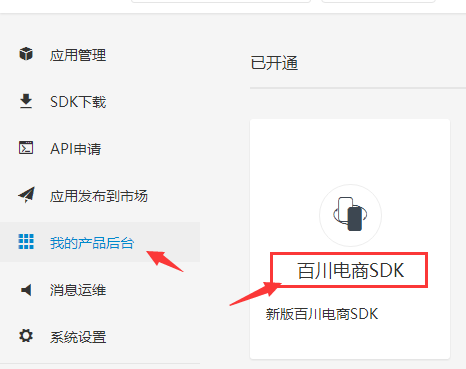 应用管理
SDK下载
API申请
应用发布到市场
我的产品后台
消息运维
系统设置
已开通
百川电商SDK
新版百川电商SDK